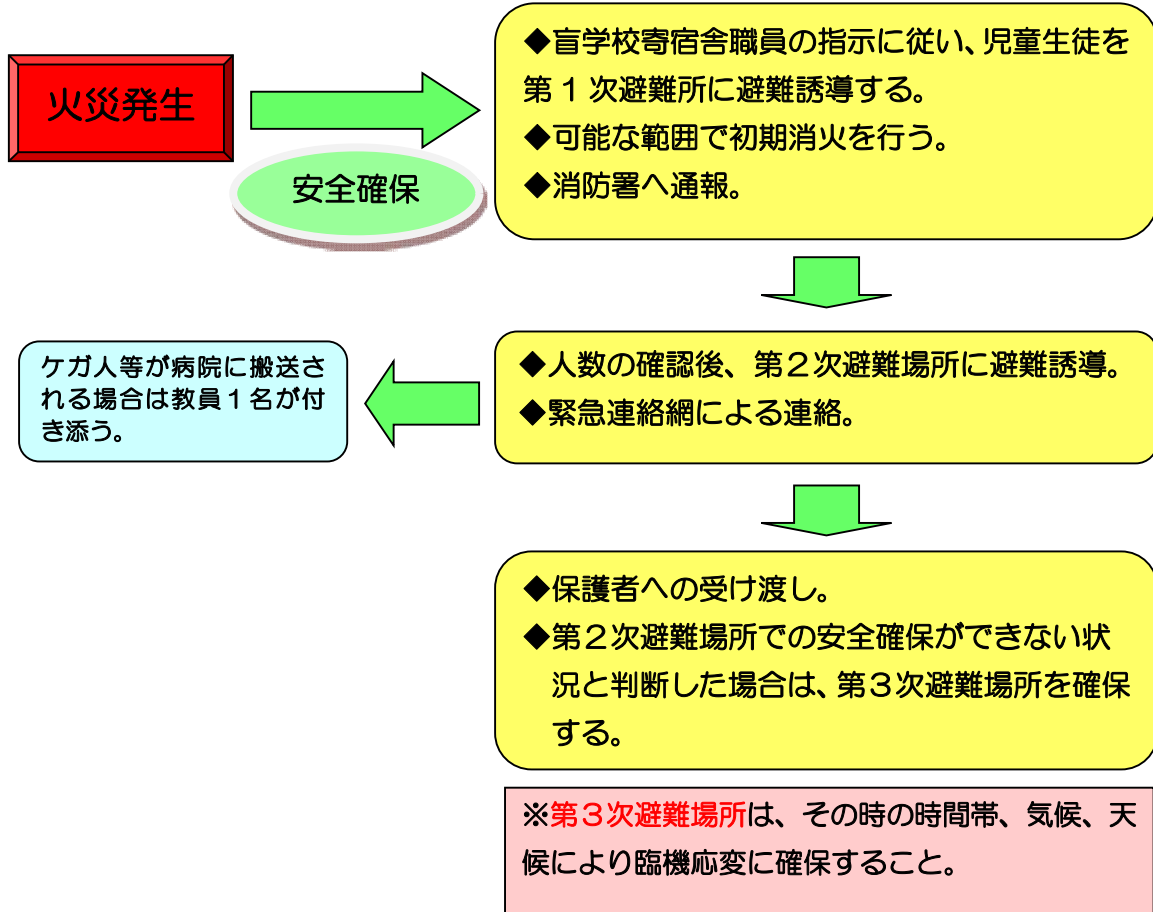 火災発生
安全確保
◆盲学校寄宿舎職員の指示に従い、児童生徒を
第１次避難所に避難誘導する。
◆可能な範囲で初期消火を行う。
◆消防署へ通報。
◆人数の確認後、第２次避難場所に避難誘導。
◆緊急連絡網による連絡。
ケガ人等が病院に搬送さ
れる場合は教員１名が付
き添う。
◆保護者への受け渡し。
◆第２次避難場所での安全確保ができない状
況と判断した場合は、第３次避難場所を確保
する。
※第３次避難場所は、その時の時間帯、気候、天
候により臨機応変に確保すること。